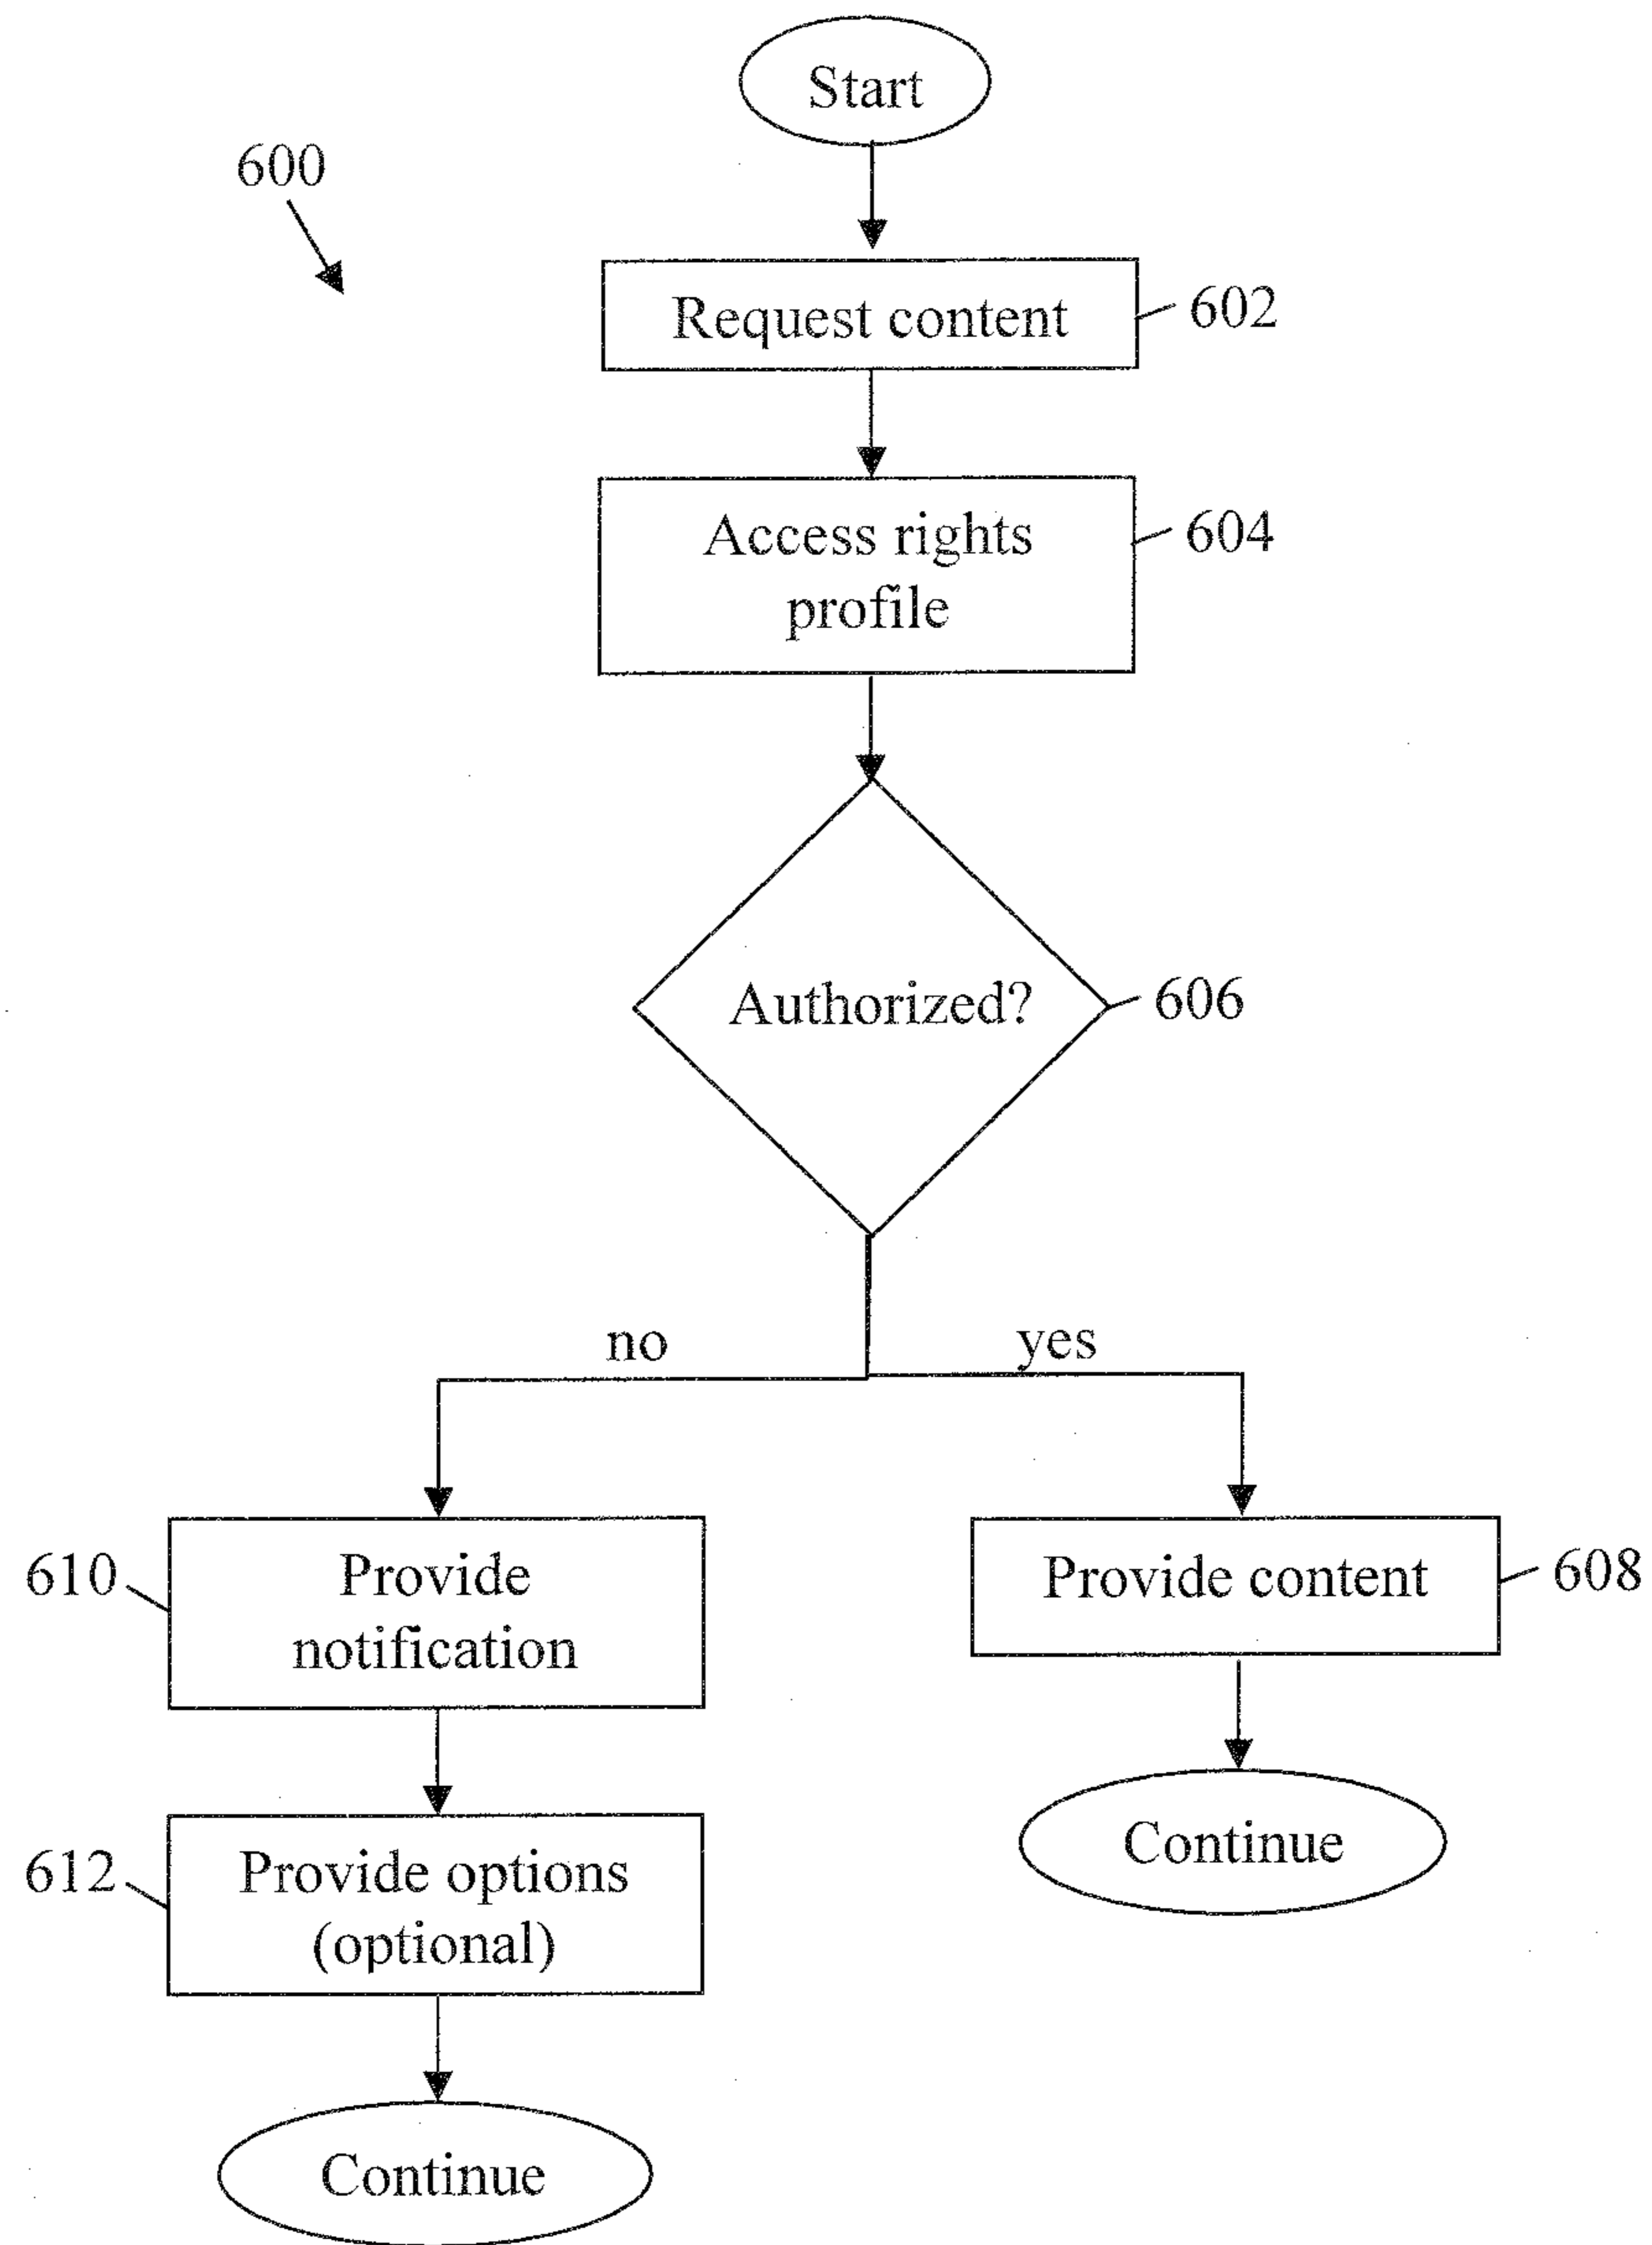 Start
600
Request content
602
Access rights
profile
604
Authorized?
606
no
yes
610
Provide
notification
Provide content
608
612
Provide options
(optional)
Continue
Continue